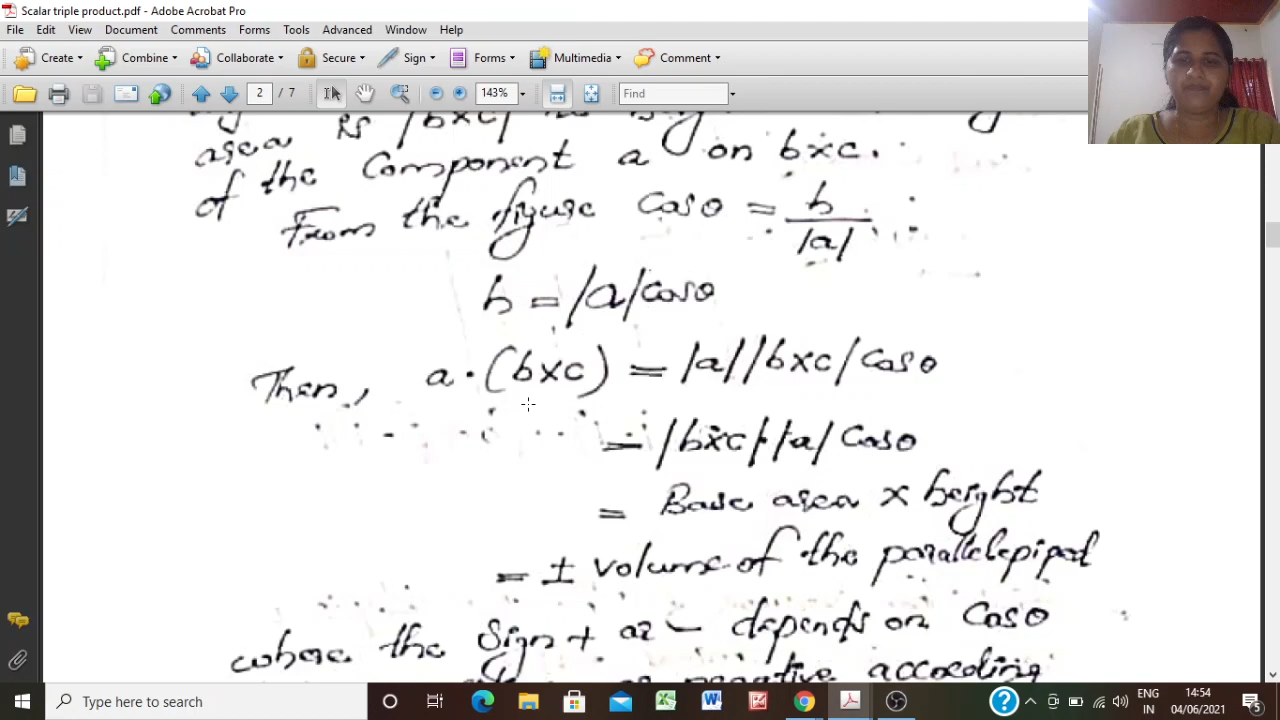 Scalar triple product.pdf - Adobe Acrobat Pro
File Edit View Document Comments Forms Tools Advanced Window Help
Create Combine Collaborate Secure Sign Forms Multimedia Comment
2 / 7 143% Find
area is |b×c|
of the Component a on b×c.
From the figure cosθ = h/|a|
h = |a| cosθ
Then, a·(b×c) = |a||b×c| cosθ
= |b×c|·|a| cosθ
= Base area × height
= ± volume of the parallelepiped
where the sign + or - depends on cosθ
negative according
Type here to search ENG IN 14:54 04/06/2021 5